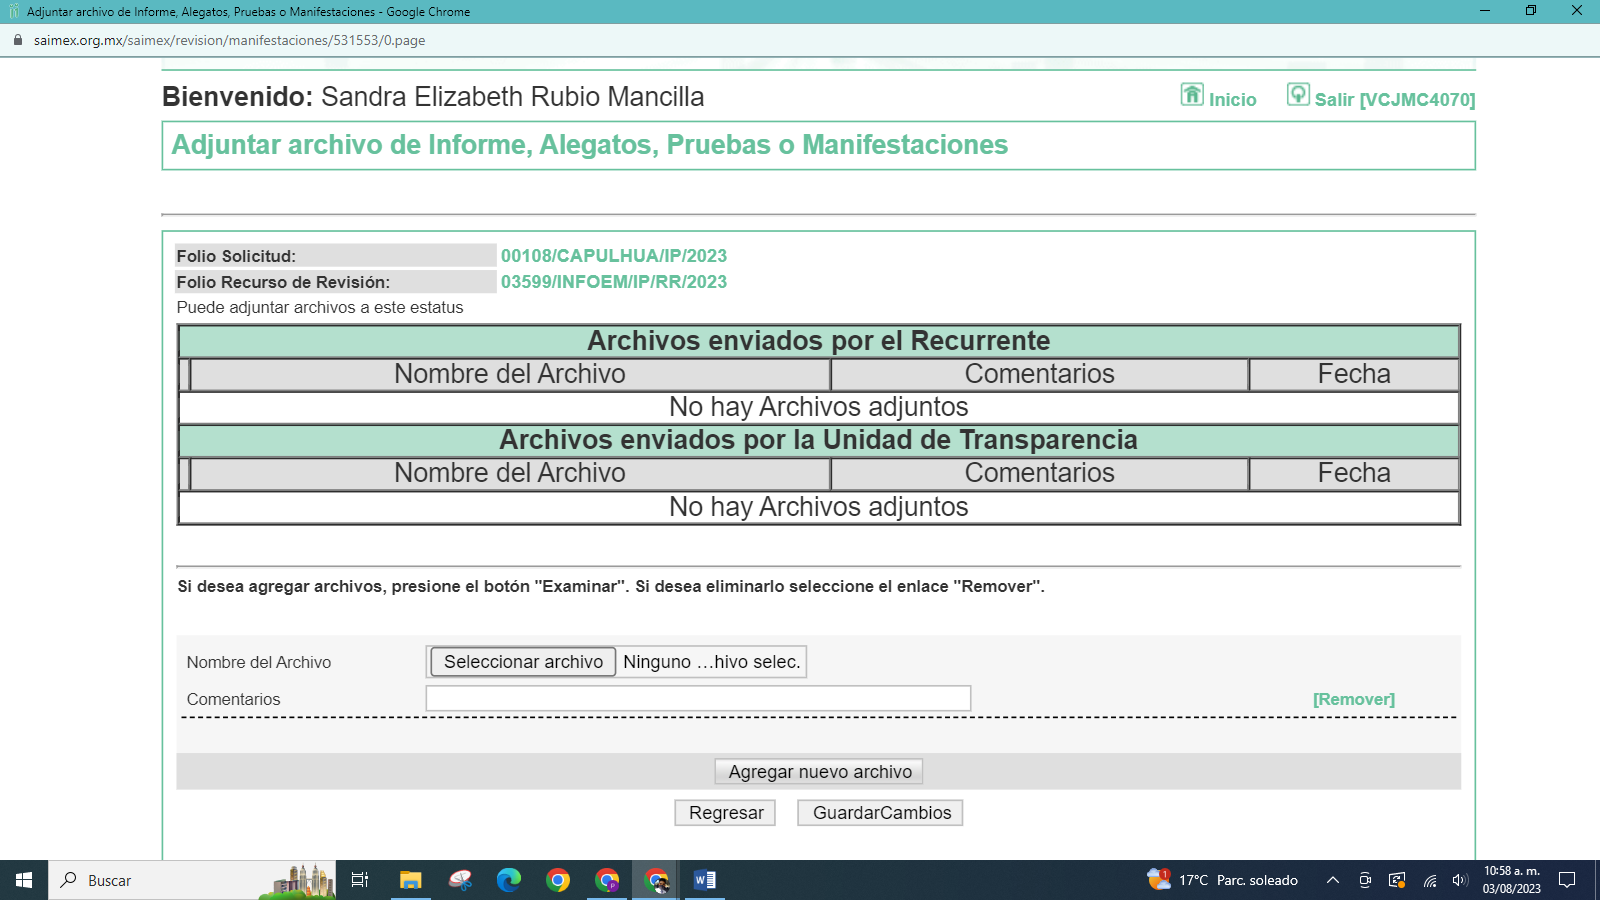 Adjuntar archivo de Informe, Alegatos, Pruebas o Manifestaciones - Google Chrome
saimex.org.mx/saimex/revision/manifestaciones/531553/0.page
Bienvenido: Sandra Elizabeth Rubio Mancilla
Inicio
Salir [VCJMC4070]
Adjuntar archivo de Informe, Alegatos, Pruebas o Manifestaciones
Folio Solicitud: 00108/CAPULHUA/IP/2023
Folio Recurso de Revisión: 03599/INFOEM/IP/RR/2023
Puede adjuntar archivos a este estatus
Archivos enviados por el Recurrente
Nombre del Archivo Comentarios Fecha
No hay Archivos adjuntos
Archivos enviados por la Unidad de Transparencia
Nombre del Archivo Comentarios Fecha
No hay Archivos adjuntos
Si desea agregar archivos, presione el botón "Examinar". Si desea eliminarlo seleccione el enlace "Remover".
Nombre del Archivo Seleccionar archivo Ninguno ...hivo selec.
Comentarios [Remover]
Agregar nuevo archivo
Regresar GuardarCambios
Buscar
1
17°C Parc. soleado
10:58 a. m.
03/08/2023